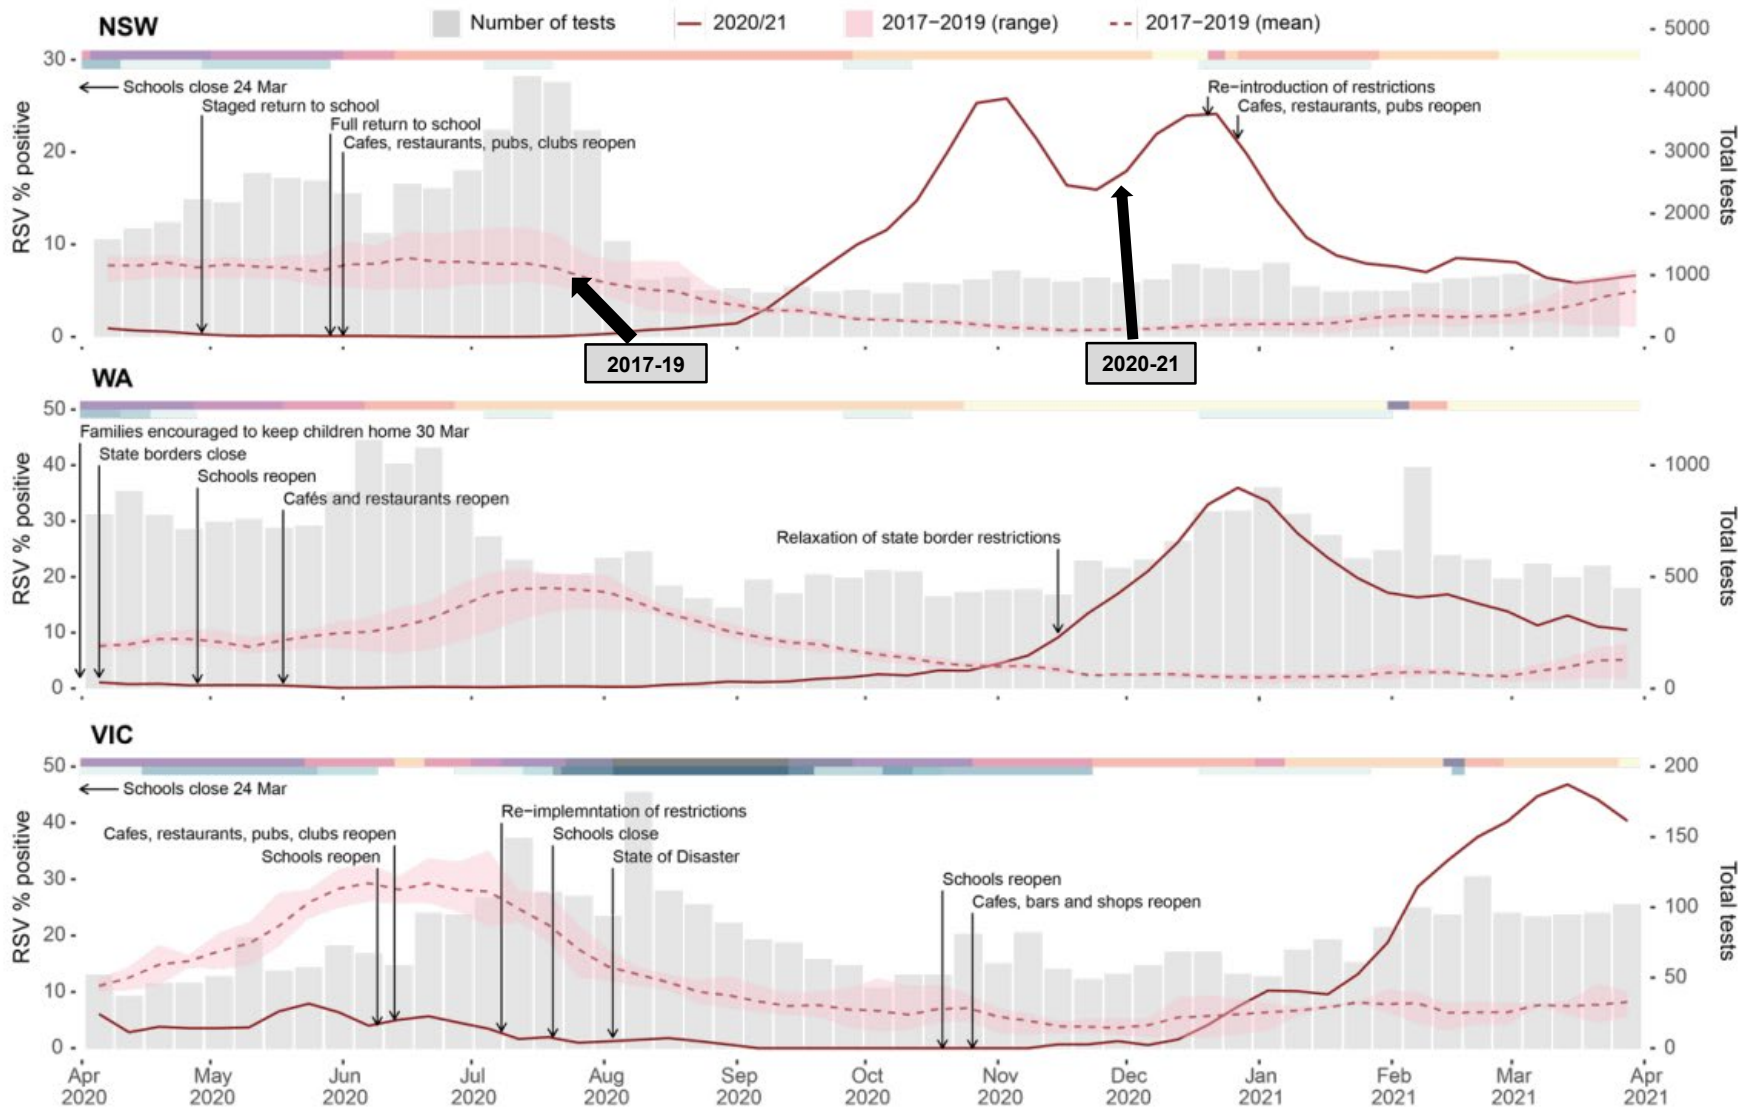 NSW
Number of tests
2020/21
2017−2019 (range)
2017−2019 (mean)
RSV % positive
30
20
10
0
5000
4000
3000
2000
1000
0
Total tests
Schools close 24 Mar
Staged return to school
Full return to school
Cafes, restaurants, pubs, clubs reopen
Re−introduction of restrictions
Cafes, restaurants, pubs reopen
2017-19
2020-21
WA
RSV % positive
50
40
30
20
10
0
1000
500
0
Total tests
Families encouraged to keep children home 30 Mar
State borders close
Schools reopen
Cafés and restaurants reopen
Relaxation of state border restrictions
VIC
RSV % positive
50
40
30
20
10
0
200
150
100
50
0
Total tests
Schools close 24 Mar
Cafes, restaurants, pubs, clubs reopen
Schools reopen
Re−implemntation of restrictions
Schools close
State of Disaster
Schools reopen
Cafes, bars and shops reopen
Apr 2020
May 2020
Jun 2020
Jul 2020
Aug 2020
Sep 2020
Oct 2020
Nov 2020
Dec 2020
Jan 2021
Feb 2021
Mar 2021
Apr 2021